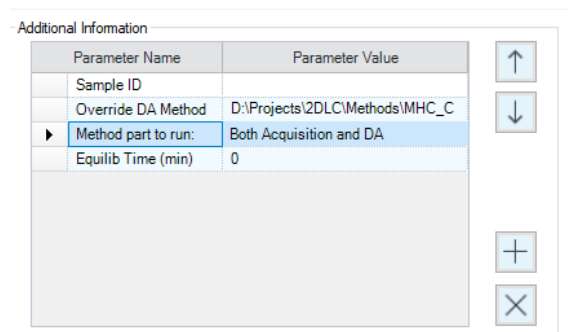 Additional Information
Parameter Name Parameter Value
Sample ID
Override DA Method D:\Projects\2DLC\Methods\MHC_C
Method part to run: Both Acquisition and DA
Equilib Time (min) 0